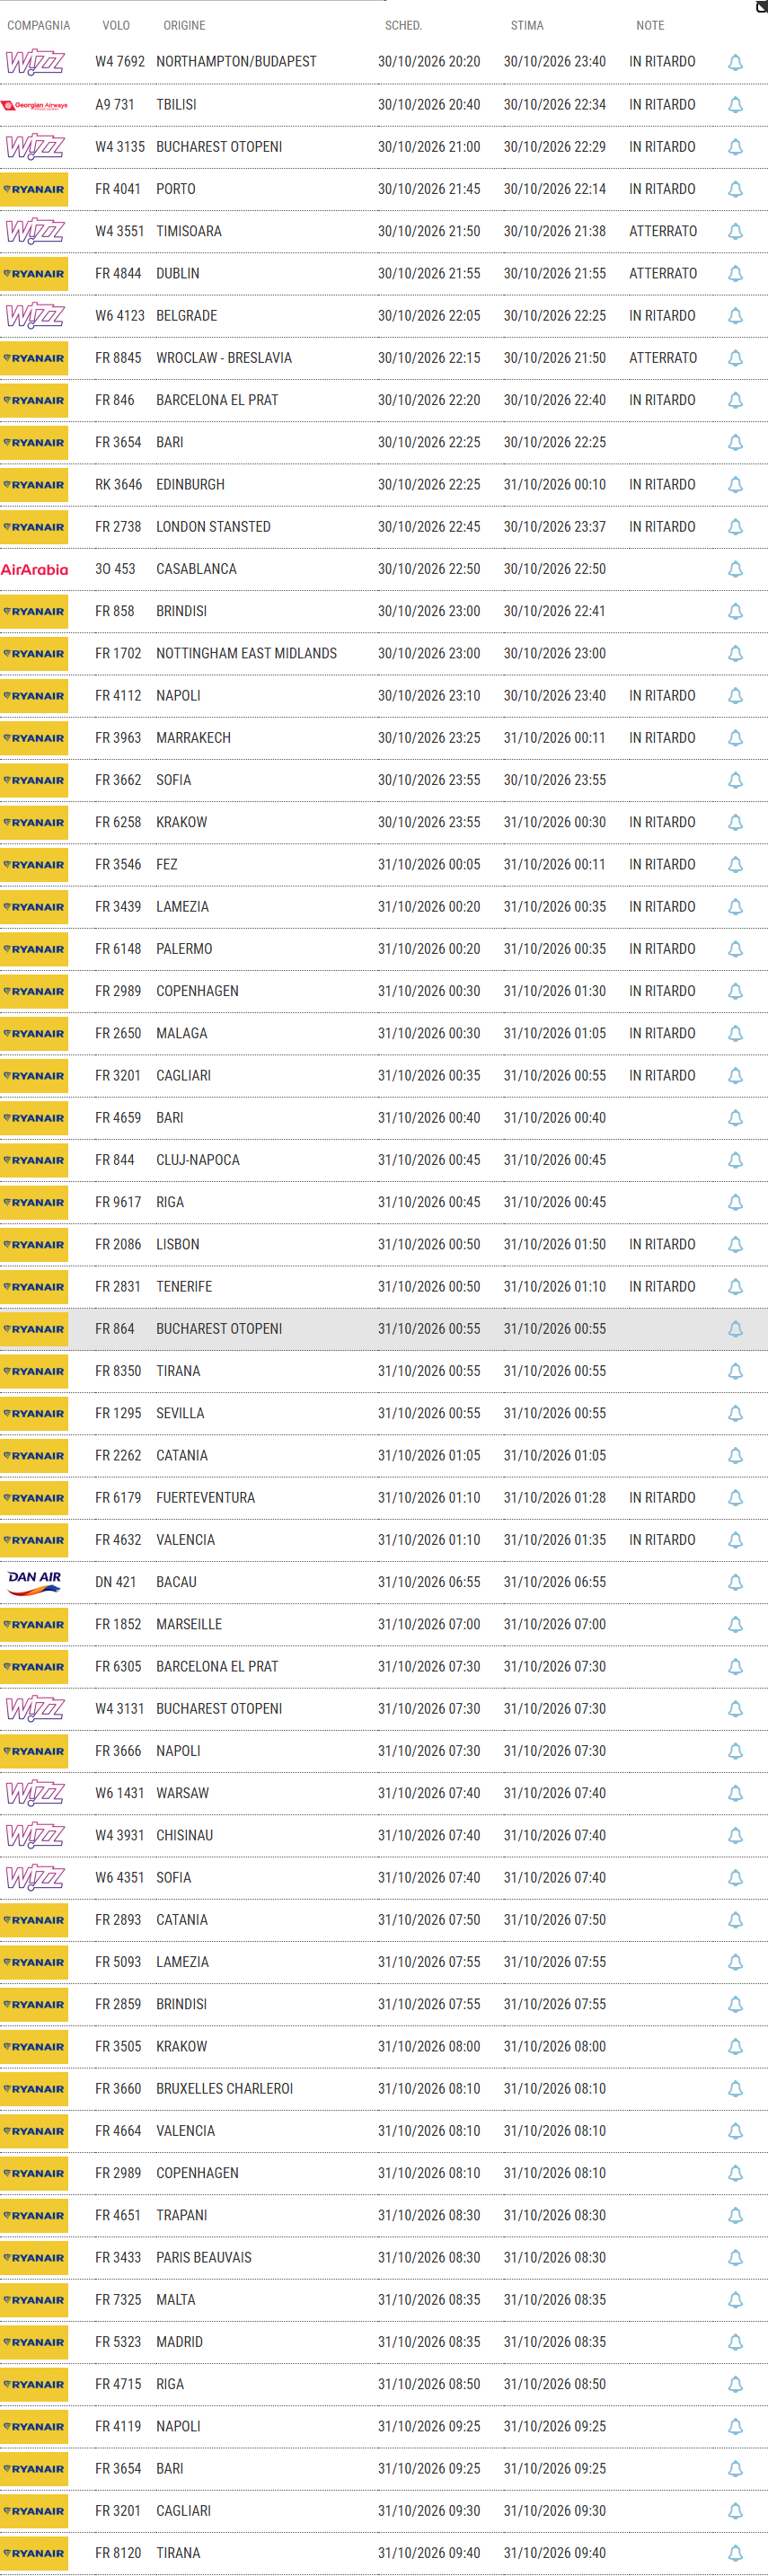 COMPAGNIA VOLO ORIGINE SCHED. STIMA NOTE
Wizz W4 7692 NORTHAMPTON/BUDAPEST 30/10/2026 20:20 30/10/2026 23:40 IN RITARDO
Georgian Airways A9 731 TBILISI 30/10/2026 20:40 30/10/2026 22:34 IN RITARDO
Wizz W4 3135 BUCHAREST OTOPENI 30/10/2026 21:00 30/10/2026 22:29 IN RITARDO
RYANAIR FR 4041 PORTO 30/10/2026 21:45 30/10/2026 22:14 IN RITARDO
Wizz W4 3551 TIMISOARA 30/10/2026 21:50 30/10/2026 21:38 ATTERRATO
RYANAIR FR 4844 DUBLIN 30/10/2026 21:55 30/10/2026 21:55 ATTERRATO
Wizz W6 4123 BELGRADE 30/10/2026 22:05 30/10/2026 22:25 IN RITARDO
RYANAIR FR 8845 WROCLAW - BRESLAVIA 30/10/2026 22:15 30/10/2026 21:50 ATTERRATO
RYANAIR FR 846 BARCELONA EL PRAT 30/10/2026 22:20 30/10/2026 22:40 IN RITARDO
RYANAIR FR 3654 BARI 30/10/2026 22:25 30/10/2026 22:25
RYANAIR RK 3646 EDINBURGH 30/10/2026 22:25 31/10/2026 00:10 IN RITARDO
RYANAIR FR 2738 LONDON STANSTED 30/10/2026 22:45 30/10/2026 23:37 IN RITARDO
AirArabia 3O 453 CASABLANCA 30/10/2026 22:50 30/10/2026 22:50
RYANAIR FR 858 BRINDISI 30/10/2026 23:00 30/10/2026 22:41
RYANAIR FR 1702 NOTTINGHAM EAST MIDLANDS 30/10/2026 23:00 30/10/2026 23:00
RYANAIR FR 4112 NAPOLI 30/10/2026 23:10 30/10/2026 23:40 IN RITARDO
RYANAIR FR 3963 MARRAKECH 30/10/2026 23:25 31/10/2026 00:11 IN RITARDO
RYANAIR FR 3662 SOFIA 30/10/2026 23:55 30/10/2026 23:55
RYANAIR FR 6258 KRAKOW 30/10/2026 23:55 31/10/2026 00:30 IN RITARDO
RYANAIR FR 3546 FEZ 31/10/2026 00:05 31/10/2026 00:11 IN RITARDO
RYANAIR FR 3439 LAMEZIA 31/10/2026 00:20 31/10/2026 00:35 IN RITARDO
RYANAIR FR 6148 PALERMO 31/10/2026 00:20 31/10/2026 00:35 IN RITARDO
RYANAIR FR 2989 COPENHAGEN 31/10/2026 00:30 31/10/2026 01:30 IN RITARDO
RYANAIR FR 2650 MALAGA 31/10/2026 00:30 31/10/2026 01:05 IN RITARDO
RYANAIR FR 3201 CAGLIARI 31/10/2026 00:35 31/10/2026 00:55 IN RITARDO
RYANAIR FR 4659 BARI 31/10/2026 00:40 31/10/2026 00:40
RYANAIR FR 844 CLUJ-NAPOCA 31/10/2026 00:45 31/10/2026 00:45
RYANAIR FR 9617 RIGA 31/10/2026 00:45 31/10/2026 00:45
RYANAIR FR 2086 LISBON 31/10/2026 00:50 31/10/2026 01:50 IN RITARDO
RYANAIR FR 2831 TENERIFE 31/10/2026 00:50 31/10/2026 01:10 IN RITARDO
RYANAIR FR 864 BUCHAREST OTOPENI 31/10/2026 00:55 31/10/2026 00:55
RYANAIR FR 8350 TIRANA 31/10/2026 00:55 31/10/2026 00:55
RYANAIR FR 1295 SEVILLA 31/10/2026 00:55 31/10/2026 00:55
RYANAIR FR 2262 CATANIA 31/10/2026 01:05 31/10/2026 01:05
RYANAIR FR 6179 FUERTEVENTURA 31/10/2026 01:10 31/10/2026 01:28 IN RITARDO
RYANAIR FR 4632 VALENCIA 31/10/2026 01:10 31/10/2026 01:35 IN RITARDO
DAN AIR DN 421 BACAU 31/10/2026 06:55 31/10/2026 06:55
RYANAIR FR 1852 MARSEILLE 31/10/2026 07:00 31/10/2026 07:00
RYANAIR FR 6305 BARCELONA EL PRAT 31/10/2026 07:30 31/10/2026 07:30
Wizz W4 3131 BUCHAREST OTOPENI 31/10/2026 07:30 31/10/2026 07:30
RYANAIR FR 3666 NAPOLI 31/10/2026 07:30 31/10/2026 07:30
Wizz W6 1431 WARSAW 31/10/2026 07:40 31/10/2026 07:40
Wizz W4 3931 CHISINAU 31/10/2026 07:40 31/10/2026 07:40
Wizz W6 4351 SOFIA 31/10/2026 07:40 31/10/2026 07:40
RYANAIR FR 2893 CATANIA 31/10/2026 07:50 31/10/2026 07:50
RYANAIR FR 5093 LAMEZIA 31/10/2026 07:55 31/10/2026 07:55
RYANAIR FR 2859 BRINDISI 31/10/2026 07:55 31/10/2026 07:55
RYANAIR FR 3505 KRAKOW 31/10/2026 08:00 31/10/2026 08:00
RYANAIR FR 3660 BRUXELLES CHARLEROI 31/10/2026 08:10 31/10/2026 08:10
RYANAIR FR 4664 VALENCIA 31/10/2026 08:10 31/10/2026 08:10
RYANAIR FR 2989 COPENHAGEN 31/10/2026 08:10 31/10/2026 08:10
RYANAIR FR 4651 TRAPANI 31/10/2026 08:30 31/10/2026 08:30
RYANAIR FR 3433 PARIS BEAUVAIS 31/10/2026 08:30 31/10/2026 08:30
RYANAIR FR 7325 MALTA 31/10/2026 08:35 31/10/2026 08:35
RYANAIR FR 5323 MADRID 31/10/2026 08:35 31/10/2026 08:35
RYANAIR FR 4715 RIGA 31/10/2026 08:50 31/10/2026 08:50
RYANAIR FR 4119 NAPOLI 31/10/2026 09:25 31/10/2026 09:25
RYANAIR FR 3654 BARI 31/10/2026 09:25 31/10/2026 09:25
RYANAIR FR 3201 CAGLIARI 31/10/2026 09:30 31/10/2026 09:30
RYANAIR FR 8120 TIRANA 31/10/2026 09:40 31/10/2026 09:40